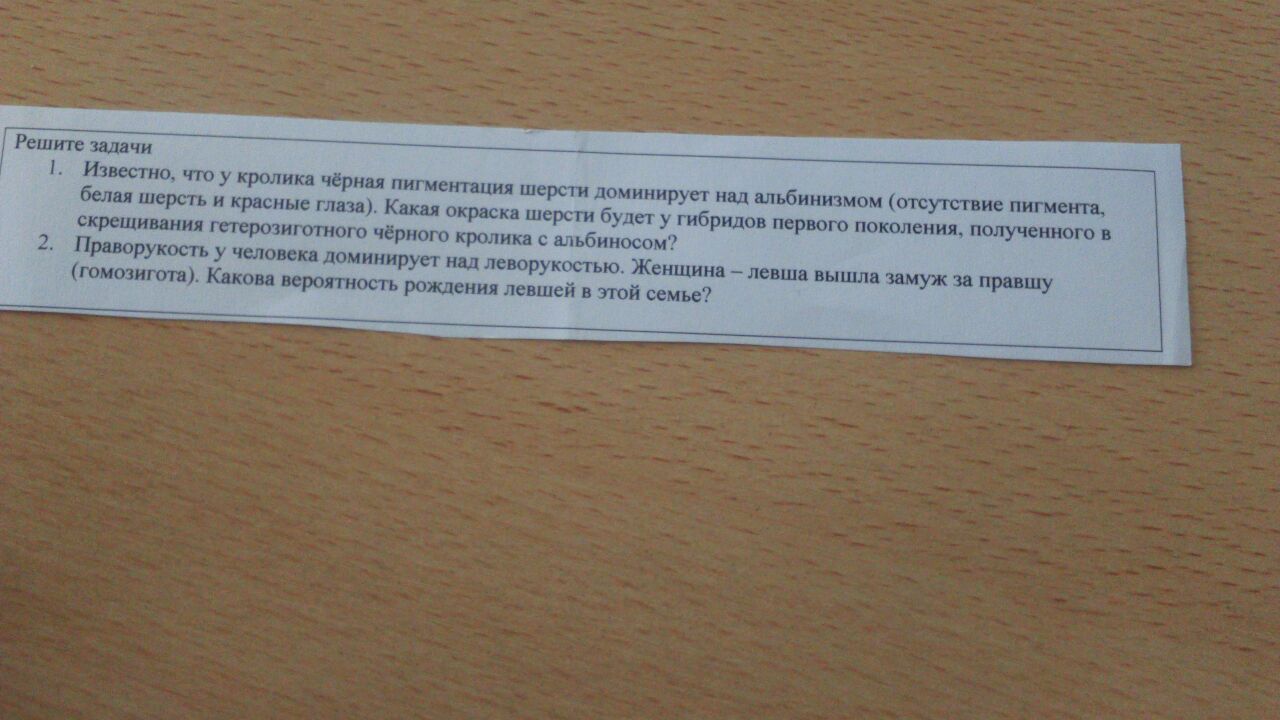 Решите задачи
1. Известно, что у кролика чёрная пигментация шерсти доминирует над альбинизмом (отсутствие пигмента,
белая шерсть и красные глаза). Какая окраска шерсти будет у гибридов первого поколения, полученного в
скрещивания гетерозиготного чёрного кролика с альбиносом?
2. Праворукость у человека доминирует над леворукостью. Женщина – левша вышла замуж за правшу
(гомозигота). Какова вероятность рождения левшей в этой семье?